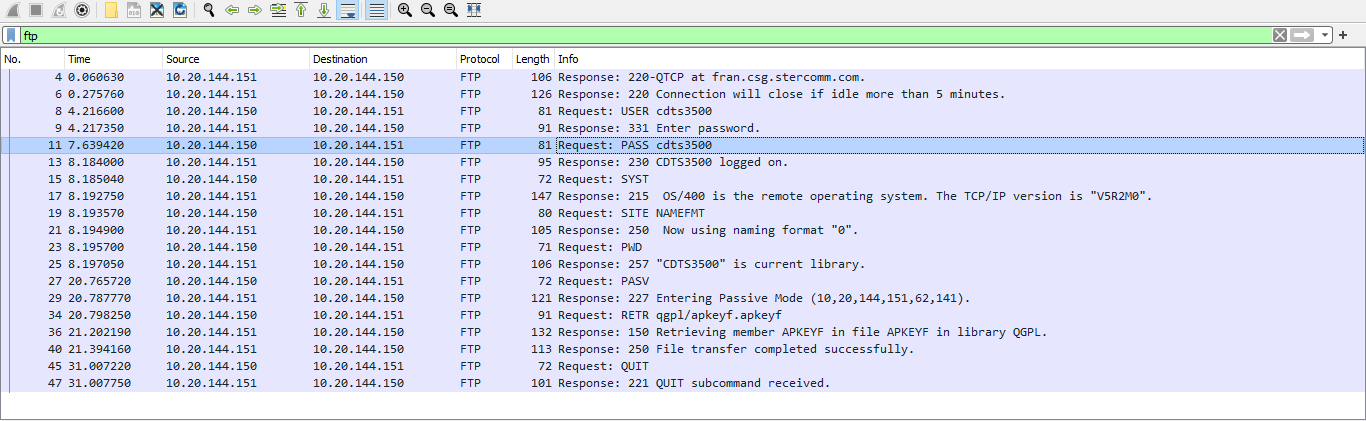 ftp
No. Time Source Destination Protocol Length Info
4 0.060630 10.20.144.151 10.20.144.150 FTP 106 Response: 220-QTCP at fran.csg.stercomm.com.
6 0.275760 10.20.144.151 10.20.144.150 FTP 126 Response: 220 Connection will close if idle more than 5 minutes.
8 4.216600 10.20.144.150 10.20.144.151 FTP 81 Request: USER cdts3500
9 4.217350 10.20.144.151 10.20.144.150 FTP 91 Response: 331 Enter password.
11 7.639420 10.20.144.150 10.20.144.151 FTP 81 Request: PASS cdts3500
13 8.184000 10.20.144.151 10.20.144.150 FTP 95 Response: 230 CDTS3500 logged on.
15 8.185040 10.20.144.150 10.20.144.151 FTP 72 Request: SYST
17 8.192750 10.20.144.151 10.20.144.150 FTP 147 Response: 215  OS/400 is the remote operating system. The TCP/IP version is "V5R2M0".
19 8.193570 10.20.144.150 10.20.144.151 FTP 80 Request: SITE NAMEFMT
21 8.194900 10.20.144.151 10.20.144.150 FTP 105 Response: 250  Now using naming format "0".
23 8.195700 10.20.144.150 10.20.144.151 FTP 71 Request: PWD
25 8.197050 10.20.144.151 10.20.144.150 FTP 106 Response: 257 "CDTS3500" is current library.
27 20.765720 10.20.144.150 10.20.144.151 FTP 72 Request: PASV
29 20.787770 10.20.144.151 10.20.144.150 FTP 121 Response: 227 Entering Passive Mode (10,20,144,151,62,141).
34 20.798250 10.20.144.150 10.20.144.151 FTP 91 Request: RETR qgpl/apkeyf.apkeyf
36 21.202190 10.20.144.151 10.20.144.150 FTP 132 Response: 150 Retrieving member APKEYF in file APKEYF in library QGPL.
40 21.394160 10.20.144.151 10.20.144.150 FTP 113 Response: 250 File transfer completed successfully.
45 31.007220 10.20.144.150 10.20.144.151 FTP 72 Request: QUIT
47 31.007750 10.20.144.151 10.20.144.150 FTP 101 Response: 221 QUIT subcommand received.